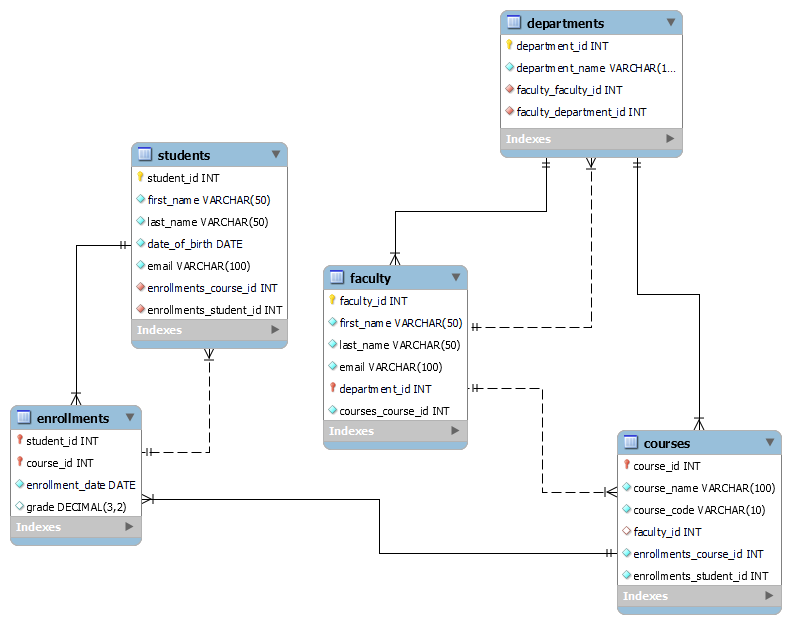 departments
department_id INT
department_name VARCHAR(1...
faculty_faculty_id INT
faculty_department_id INT
Indexes
students
student_id INT
first_name VARCHAR(50)
last_name VARCHAR(50)
date_of_birth DATE
email VARCHAR(100)
enrollments_course_id INT
enrollments_student_id INT
Indexes
faculty
faculty_id INT
first_name VARCHAR(50)
last_name VARCHAR(50)
email VARCHAR(100)
department_id INT
courses_course_id INT
Indexes
enrollments
student_id INT
course_id INT
enrollment_date DATE
grade DECIMAL(3,2)
Indexes
courses
course_id INT
course_name VARCHAR(100)
course_code VARCHAR(10)
faculty_id INT
enrollments_course_id INT
enrollments_student_id INT
Indexes